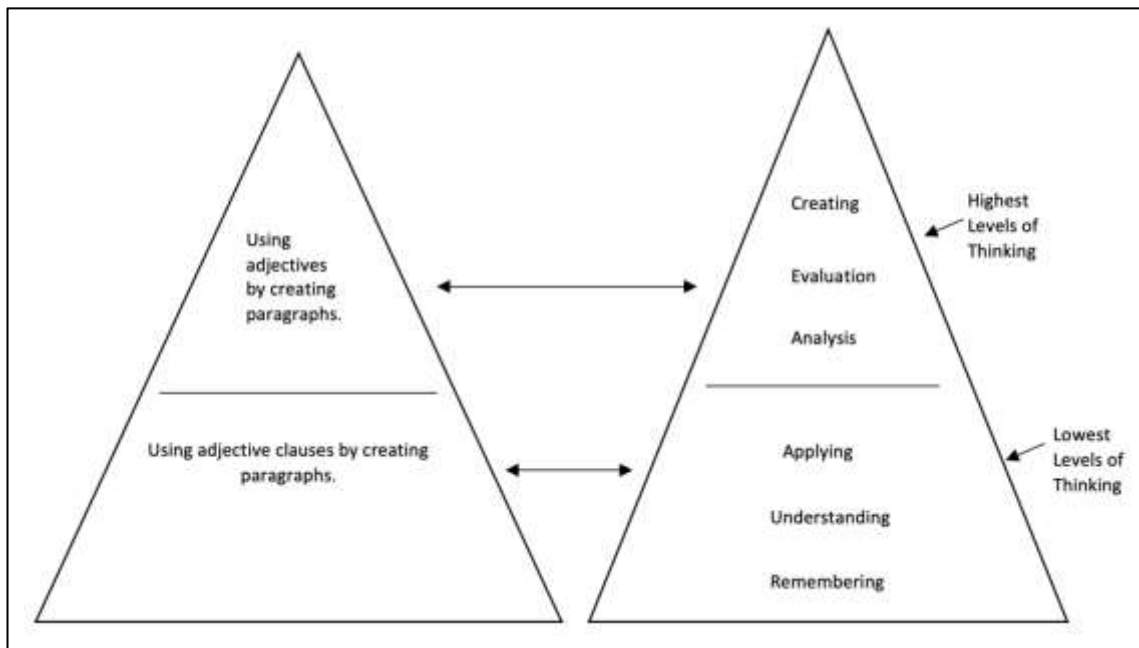 Using
adjectives
by creating
paragraphs.
Using adjective clauses by creating
paragraphs.
Creating
Evaluation
Analysis
Applying
Understanding
Remembering
Highest
Levels of
Thinking
Lowest
Levels of
Thinking